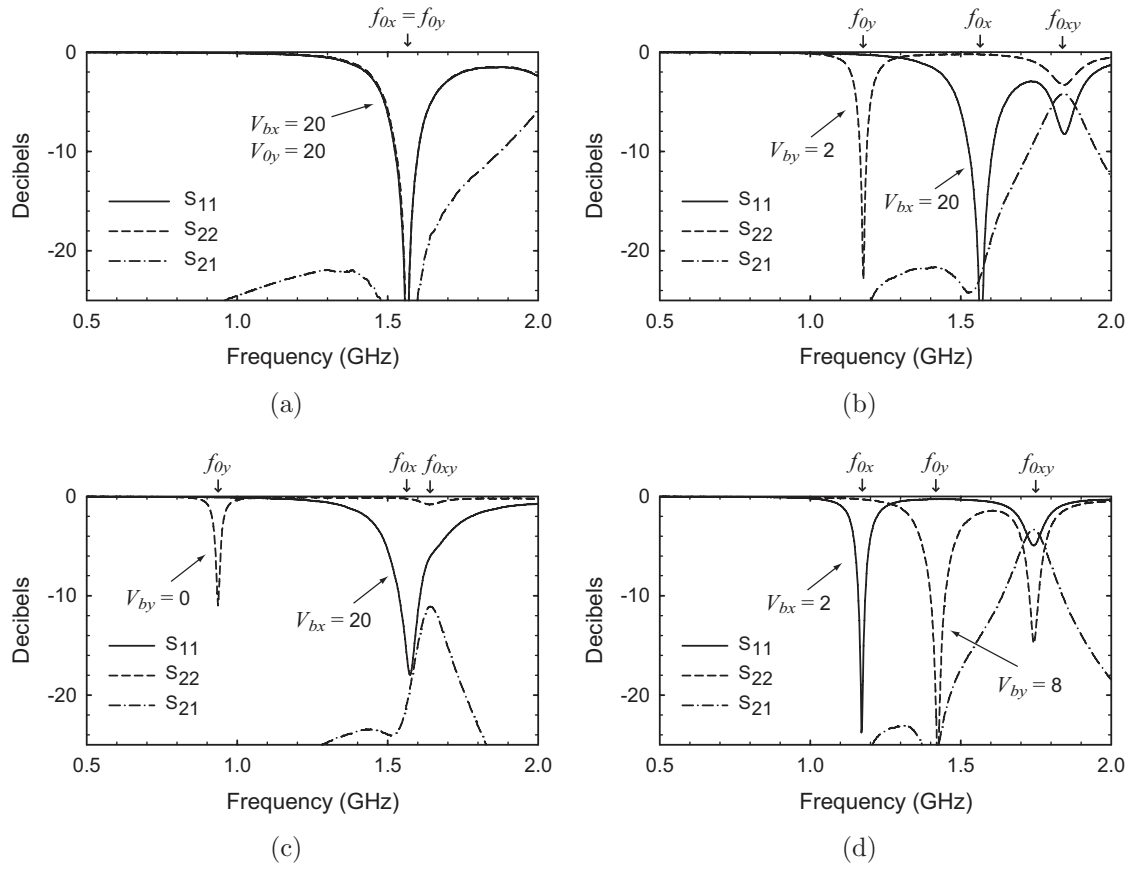 f0x = f0y
0
-10
-20
Decibels
Vbx = 20
V0y = 20
S11
S22
S21
0.5 1.0 1.5 2.0
Frequency (GHz)
(a)
f0y f0x f0xy
0
-10
-20
Decibels
Vby = 2
Vbx = 20
S11
S22
S21
0.5 1.0 1.5 2.0
Frequency (GHz)
(b)
f0y f0x f0xy
0
-10
-20
Decibels
Vby = 0
Vbx = 20
S11
S22
S21
0.5 1.0 1.5 2.0
Frequency (GHz)
(c)
f0x f0y f0xy
0
-10
-20
Decibels
Vbx = 2
Vby = 8
S11
S22
S21
0.5 1.0 1.5 2.0
Frequency (GHz)
(d)